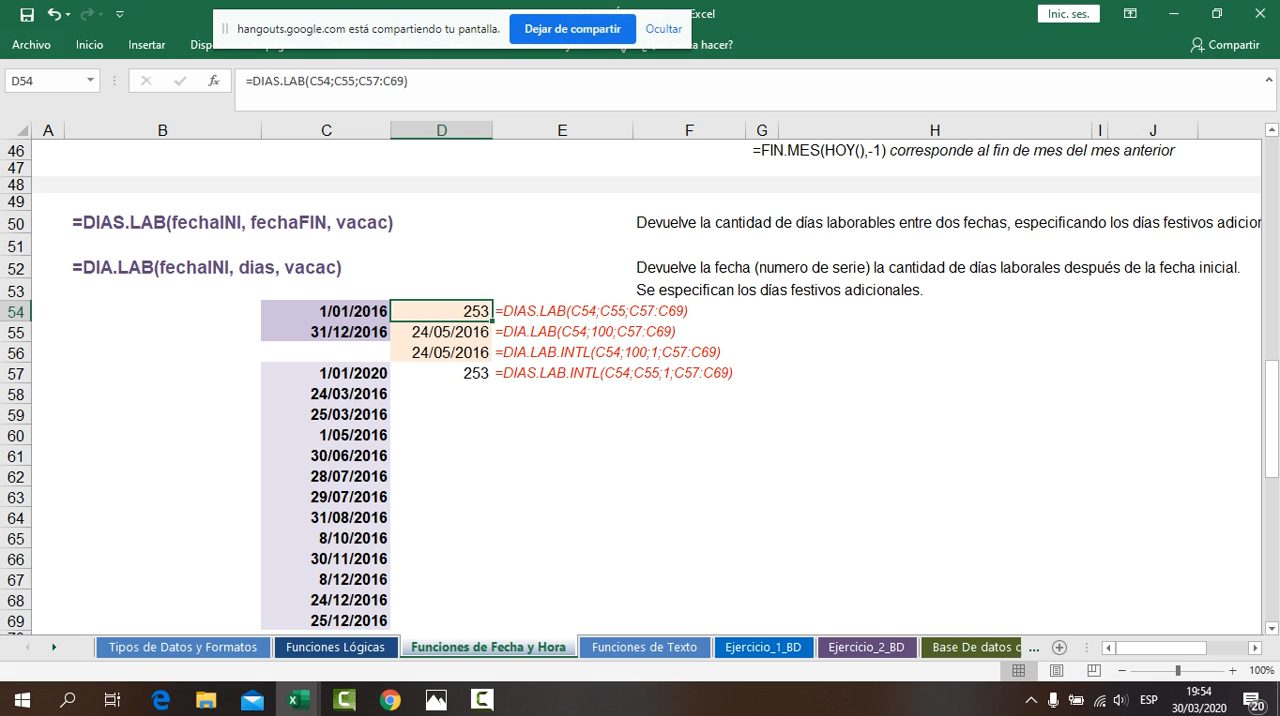 Excel
Inic. ses.
hangouts.google.com está compartiendo tu pantalla.
Dejar de compartir
Ocultar
Archivo Inicio Insertar Disp hacer? Compartir
D54 fx =DIAS.LAB(C54;C55;C57:C69)
A B C D E F G H I J
46 =FIN.MES(HOY(),-1) corresponde al fin de mes del mes anterior
47
48
49
50 =DIAS.LAB(fechaINI, fechaFIN, vacac) Devuelve la cantidad de días laborables entre dos fechas, especificando los días festivos adicion
51
52 =DIA.LAB(fechaINI, dias, vacac) Devuelve la fecha (numero de serie) la cantidad de días laborales después de la fecha inicial.
53 Se especifican los días festivos adicionales.
54 1/01/2016 253 =DIAS.LAB(C54;C55;C57:C69)
55 31/12/2016 24/05/2016 =DIA.LAB(C54;100;C57:C69)
56 24/05/2016 =DIA.LAB.INTL(C54;100;1;C57:C69)
57 1/01/2020 253 =DIAS.LAB.INTL(C54;C55;1;C57:C69)
58 24/03/2016
59 25/03/2016
60 1/05/2016
61 30/06/2016
62 28/07/2016
63 29/07/2016
64 31/08/2016
65 8/10/2016
66 30/11/2016
67 8/12/2016
68 24/12/2016
69 25/12/2016
Tipos de Datos y Formatos Funciones Lógicas Funciones de Fecha y Hora Funciones de Texto Ejercicio_1_BD Ejercicio_2_BD Base De datos c ...
100%
ESP
19:54
30/03/2020
20